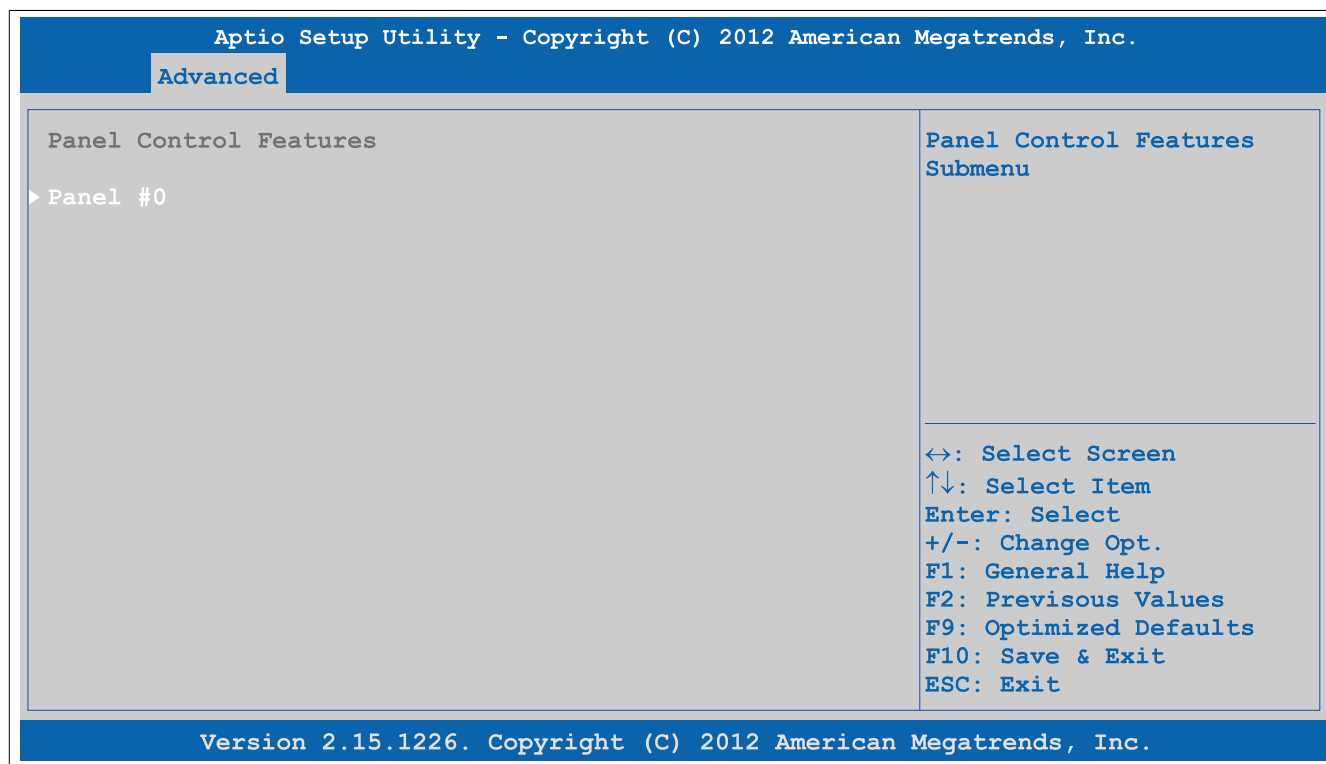 Aptio Setup Utility - Copyright (C) 2012 American Megatrends, Inc.
Advanced
Panel Control Features
Panel #0
Panel Control Features
Submenu
↔: Select Screen
↑↓: Select Item
Enter: Select
+/-: Change Opt.
F1: General Help
F2: Previsous Values
F9: Optimized Defaults
F10: Save & Exit
ESC: Exit
Version 2.15.1226. Copyright (C) 2012 American Megatrends, Inc.